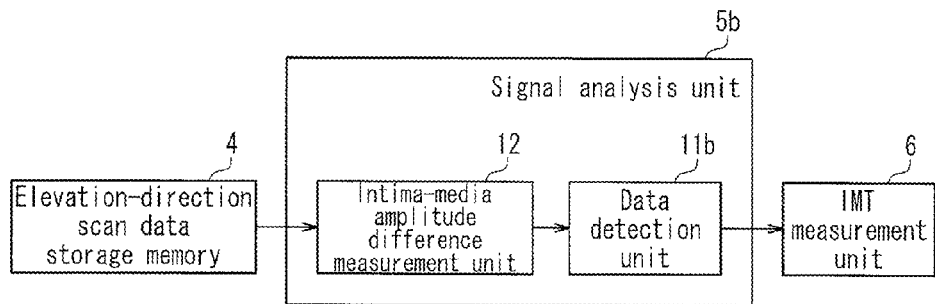 5b
Signal analysis unit
4
12
11b
6
Elevation-direction
scan data
storage memory
Intima-media
amplitude
difference
measurement unit
Data
detection
unit
IMT
measurement
unit